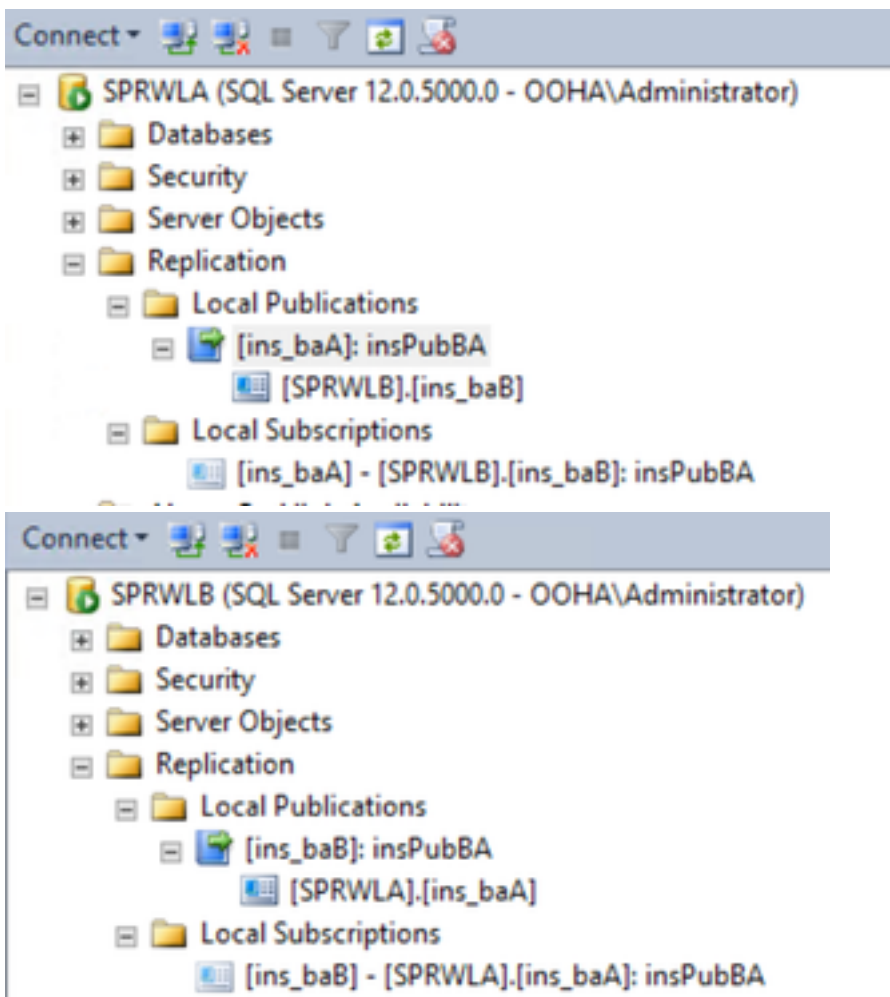 Connect
SPRWLA (SQL Server 12.0.5000.0 - OOHA\Administrator)
Databases
Security
Server Objects
Replication
Local Publications
[ins_baA]: insPubBA
[SPRWLB].[ins_baB]
Local Subscriptions
[ins_baA] - [SPRWLB].[ins_baB]: insPubBA
Connect
SPRWLB (SQL Server 12.0.5000.0 - OOHA\Administrator)
Databases
Security
Server Objects
Replication
Local Publications
[ins_baB]: insPubBA
[SPRWLA].[ins_baA]
Local Subscriptions
[ins_baB] - [SPRWLA].[ins_baA]: insPubBA